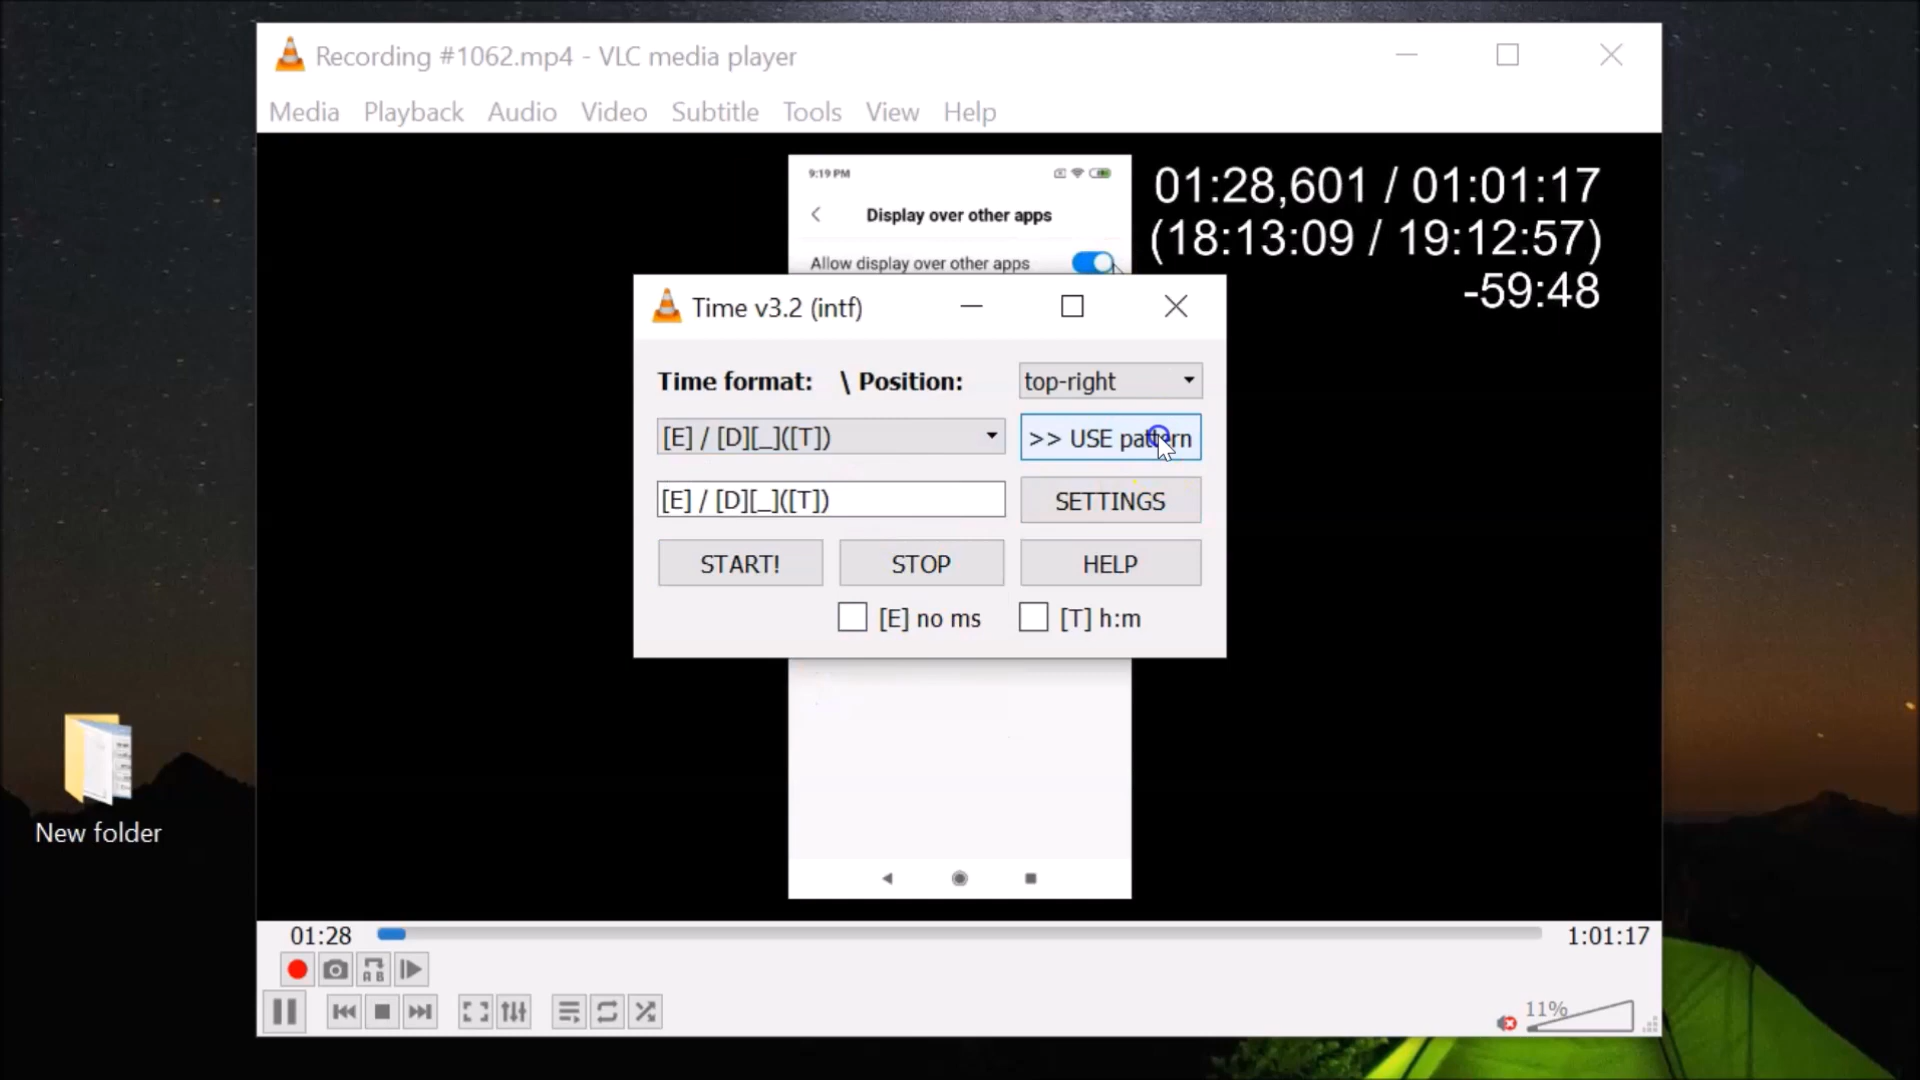 Recording #1062.mp4 - VLC media player
Media Playback Audio Video Subtitle Tools View Help
9:19 PM
01:28,601 / 01:01:17
Display over other apps
(18:13:09 / 19:12:57)
Allow display over other apps
-59:48
Time v3.2 (intf)
Time format: \ Position: top-right
[E] / [D][_]([T]) >> USE pattern
[E] / [D][_]([T]) SETTINGS
START! STOP HELP
[E] no ms [T] h:m
New folder
01:28 1:01:17
A B
11%